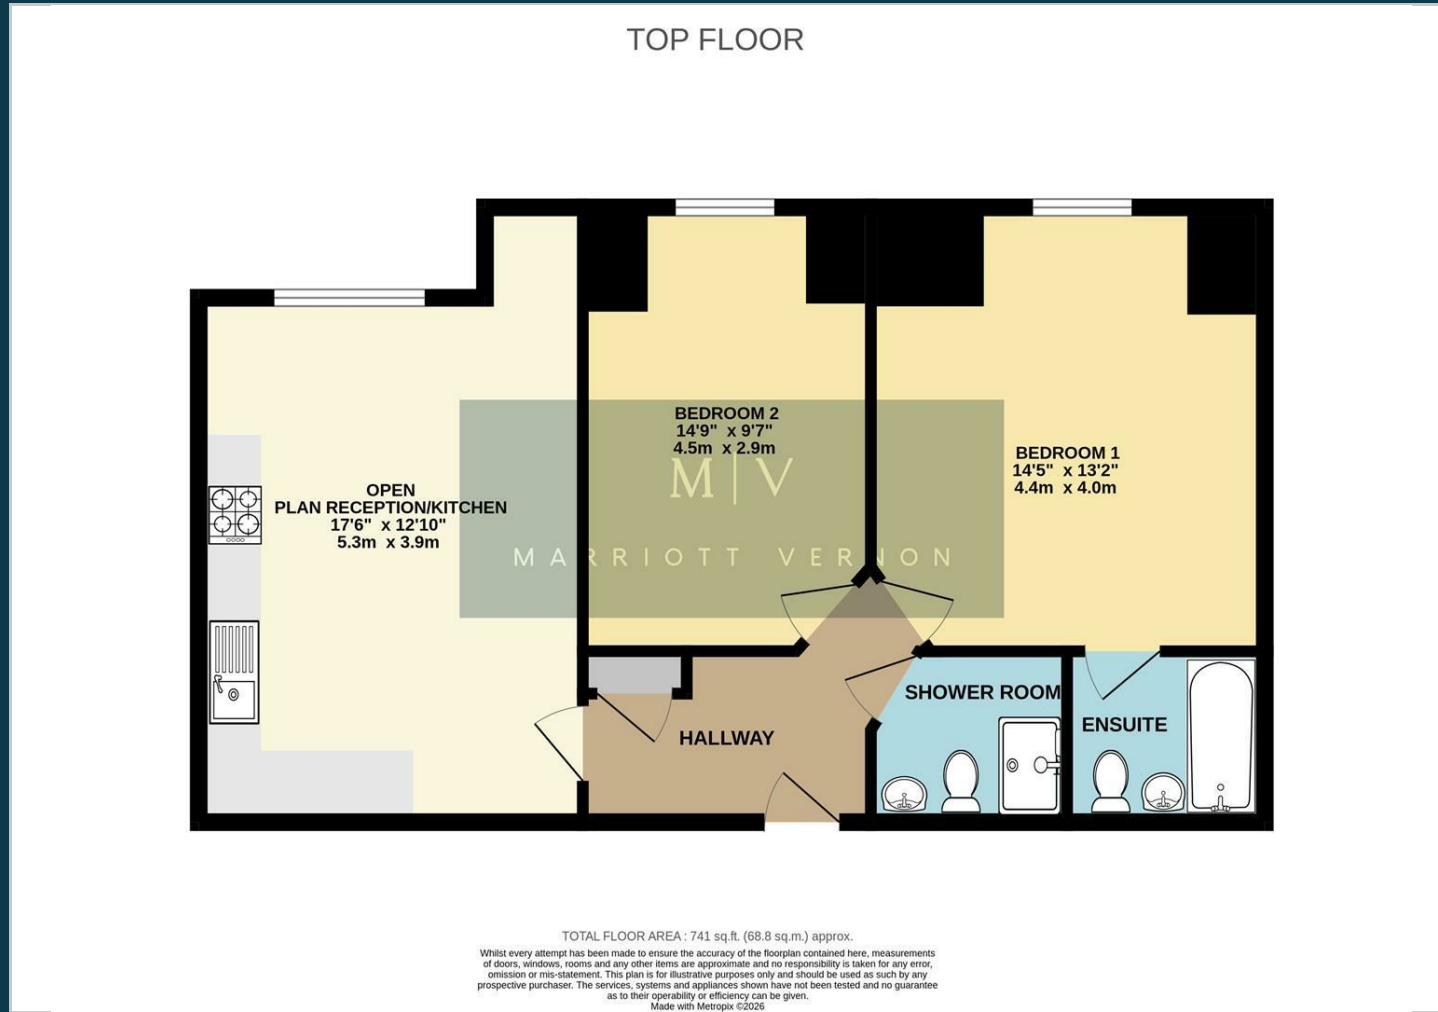 TOP FLOOR
BEDROOM 2
14'9" x 9'7"
4.5m x 2.9m
M|V
MARRIOTT VERNON
BEDROOM 1
14'5" x 13'2"
4.4m x 4.0m
OPEN
PLAN RECEPTION/KITCHEN
17'6" x 12'10"
5.3m x 3.9m
SHOWER ROOM
ENSUITE
HALLWAY
TOTAL FLOOR AREA : 741 sq.ft. (68.8 sq.m.) approx.
Whilst every attempt has been made to ensure the accuracy of the floorplan contained here, measurements
of doors, windows, rooms and any other items are approximate and no responsibility is taken for any error,
omission or mis-statement. This plan is for illustrative purposes only and should be used as such by any
prospective purchaser. The services, systems and appliances shown have not been tested and no guarantee
as to their operability or efficiency can be given.
Made with Metropix ©2026